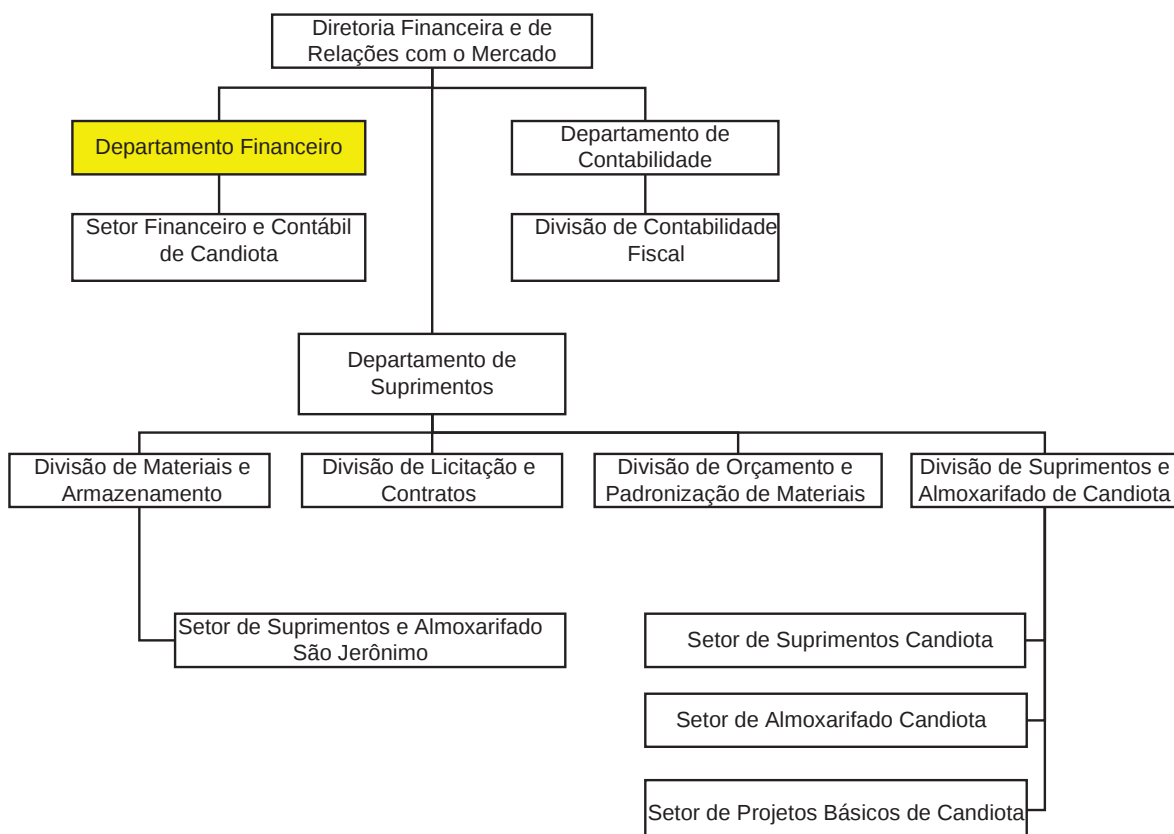 Diretoria Financeira e de
Relações com o Mercado
Departamento Financeiro
Departamento de
Contabilidade
Setor Financeiro e Contábil
de Candiota
Divisão de Contabilidade
Fiscal
Departamento de
Suprimentos
Divisão de Materiais e
Armazenamento
Divisão de Licitação e
Contratos
Divisão de Orçamento e
Padronização de Materiais
Divisão de Suprimentos e
Almoxarifado de Candiota
Setor de Suprimentos e Almoxarifado
São Jerônimo
Setor de Suprimentos Candiota
Setor de Almoxarifado Candiota
Setor de Projetos Básicos de Candiota